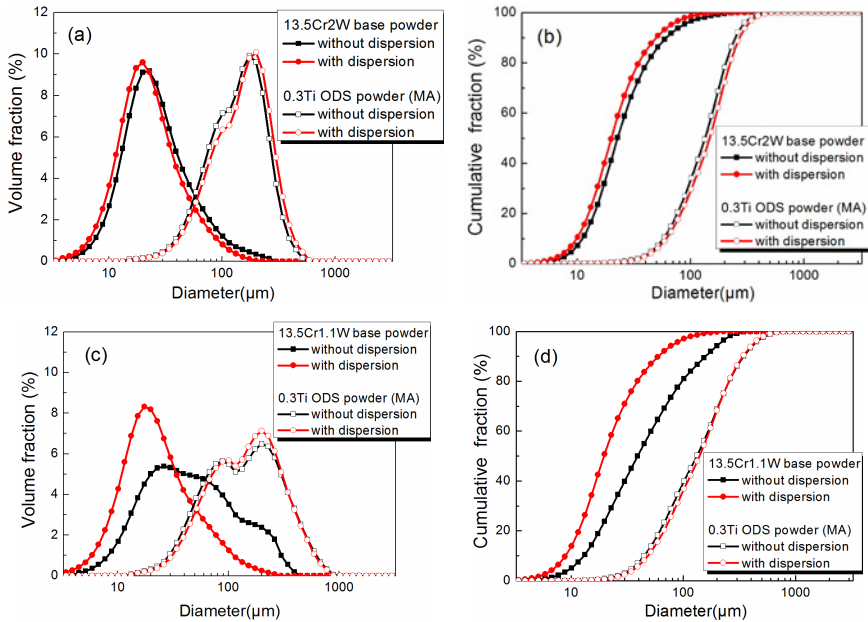 (a)
13.5Cr2W base powder
without dispersion
with dispersion
0.3Ti ODS powder (MA)
without dispersion
with dispersion
Volume fraction (%)
12
10
8
6
4
2
0
10 100 1000
Diameter(μm)
(b)
13.5Cr2W base powder
without dispersion
with dispersion
0.3Ti ODS powder (MA)
without dispersion
with dispersion
Cumulative fraction (%)
100
80
60
40
20
0
10 100 1000
Diameter(μm)
(c)
13.5Cr1.1W base powder
without dispersion
with dispersion
0.3Ti ODS powder (MA)
without dispersion
with dispersion
Volume fraction (%)
12
10
8
6
4
2
0
10 100 1000
Diameter(μm)
(d)
13.5Cr1.1W base powder
without dispersion
with dispersion
0.3Ti ODS powder (MA)
without dispersion
with dispersion
Cumulative fraction (%)
100
80
60
40
20
0
10 100 1000
Diameter(μm)